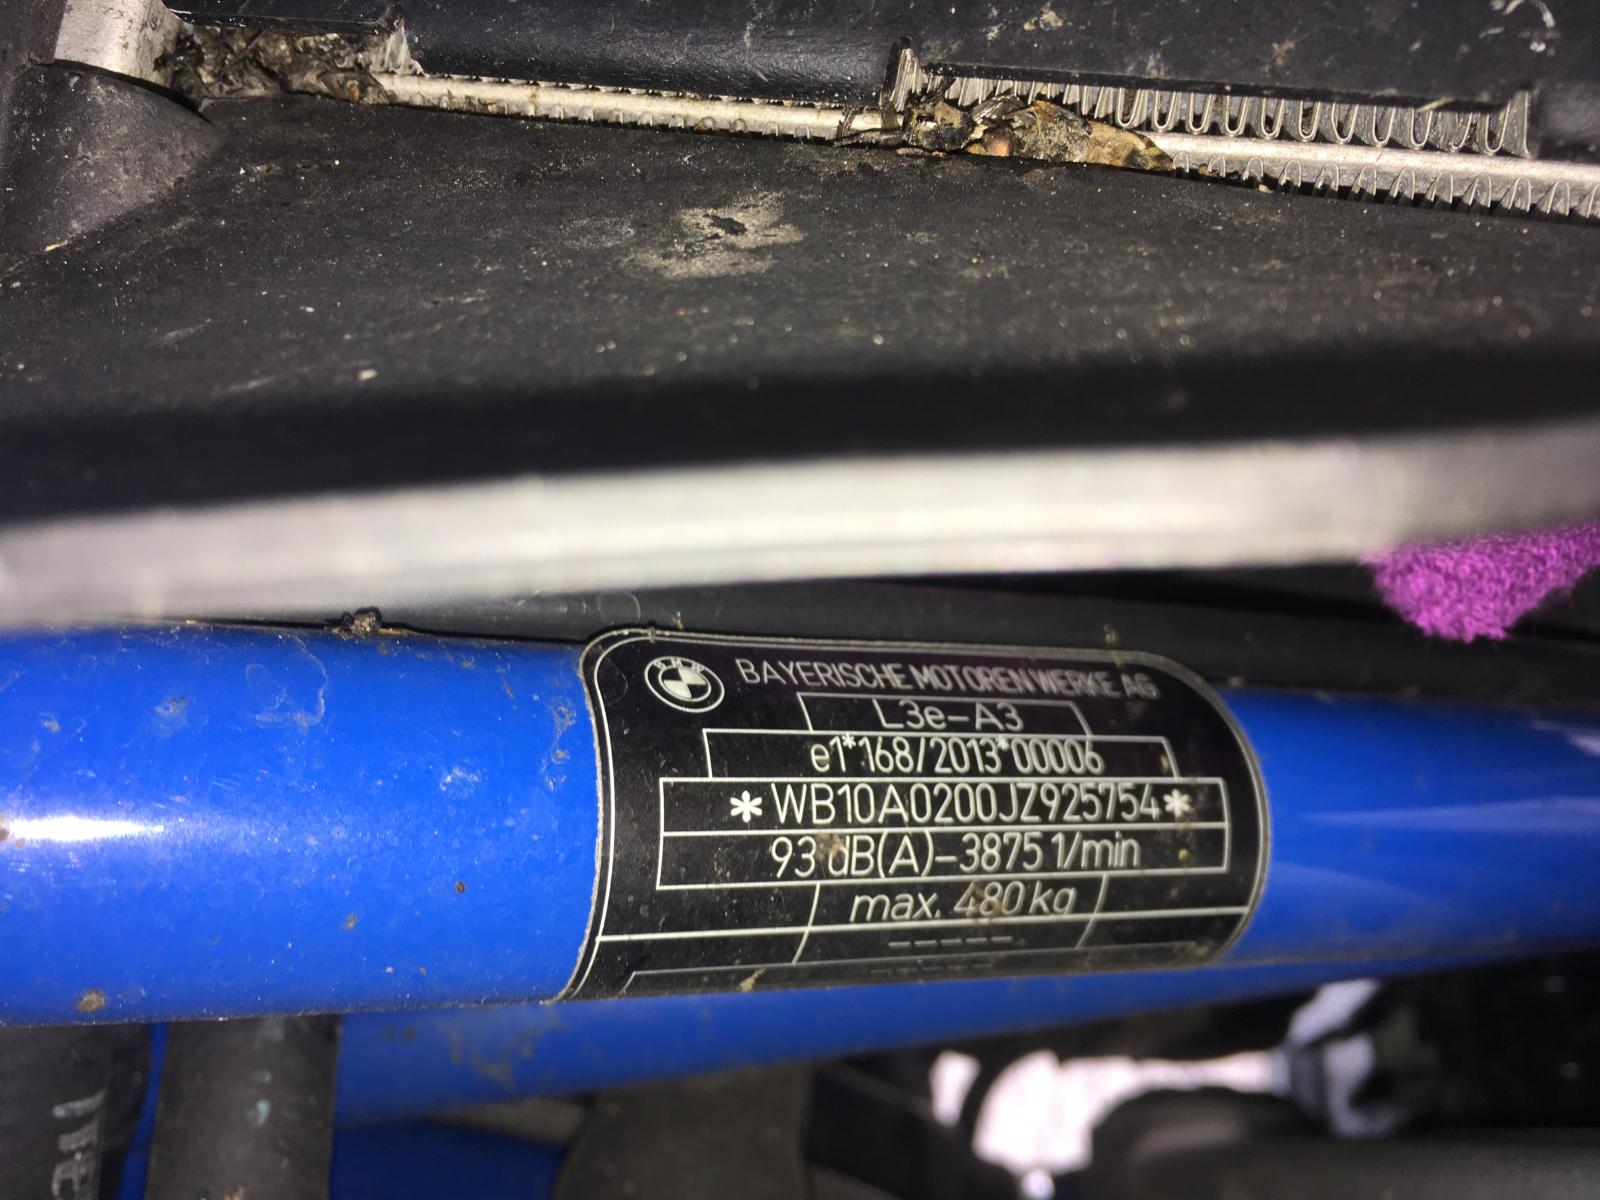 BMW
BAYERISCHE MOTOREN WERKE AG
L3e-A3
e1*168/2013*00006
*WB10A0200JZ925754*
93 dB(A)-3875 1/min
max. 480 kg
-----
-----